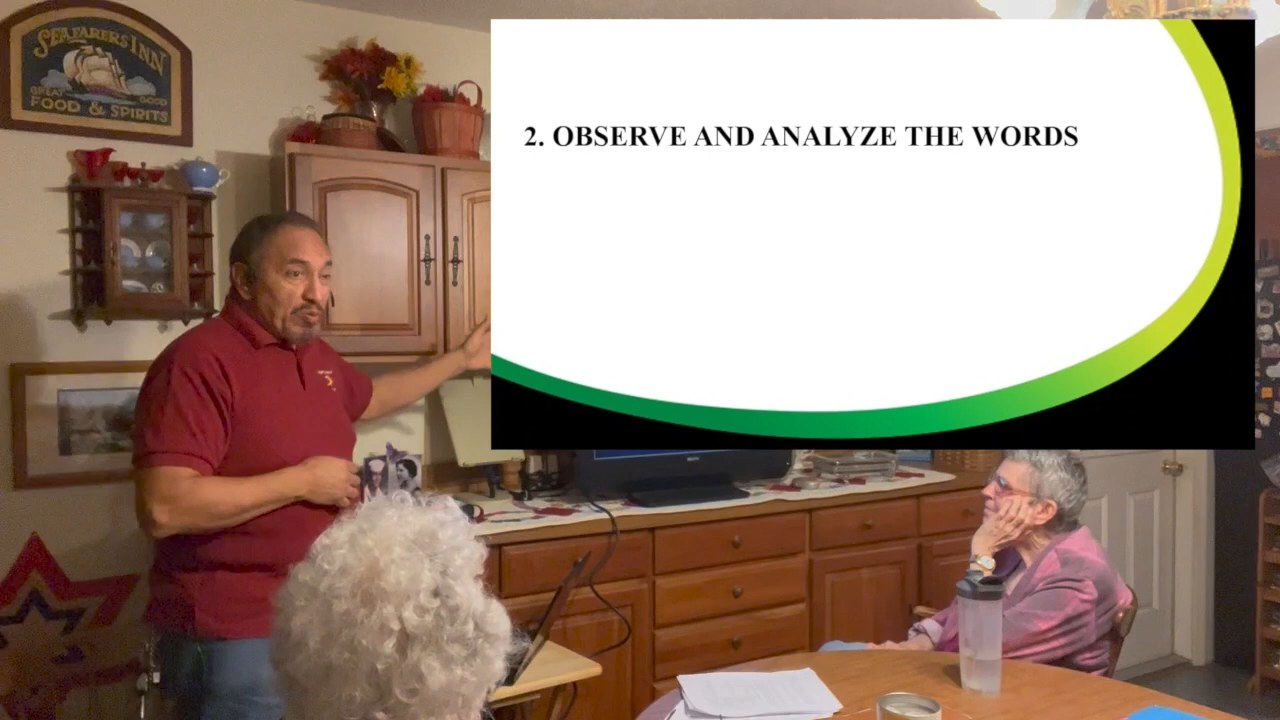 SEAFARERS INN
GREAT GOOD
FOOD & SPIRITS
2. OBSERVE AND ANALYZE THE WORDS